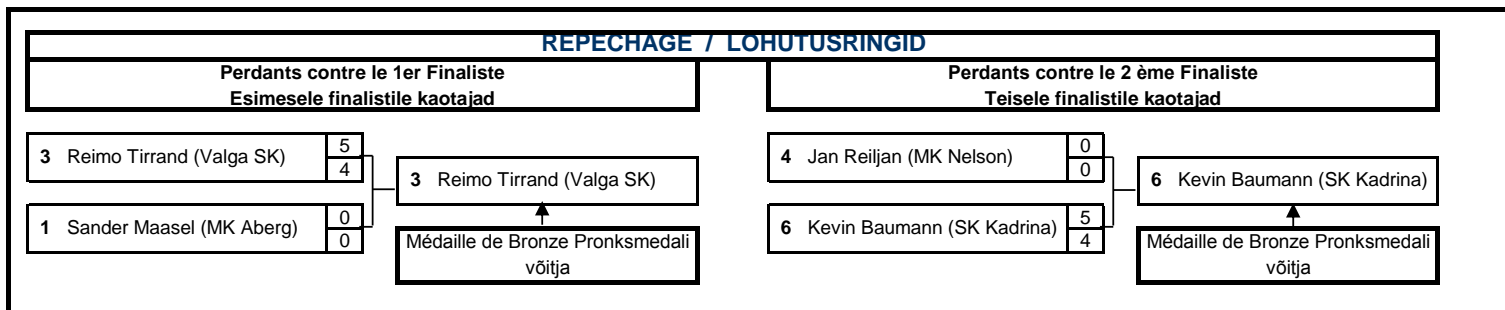 REPECHAGE / LOHUTUSRINGID
Perdants contre le 1er Finaliste
Esimesele finalistile kaotajad
Perdants contre le 2 ème Finaliste
Teisele finalistile kaotajad
3 Reimo Tirrand (Valga SK) 5
4
3 Reimo Tirrand (Valga SK)
1 Sander Maasel (MK Aberg) 0
0
Médaille de Bronze Pronksmedali
võitja
4 Jan Reiljan (MK Nelson) 0
0
6 Kevin Baumann (SK Kadrina)
6 Kevin Baumann (SK Kadrina) 5
4
Médaille de Bronze Pronksmedali
võitja